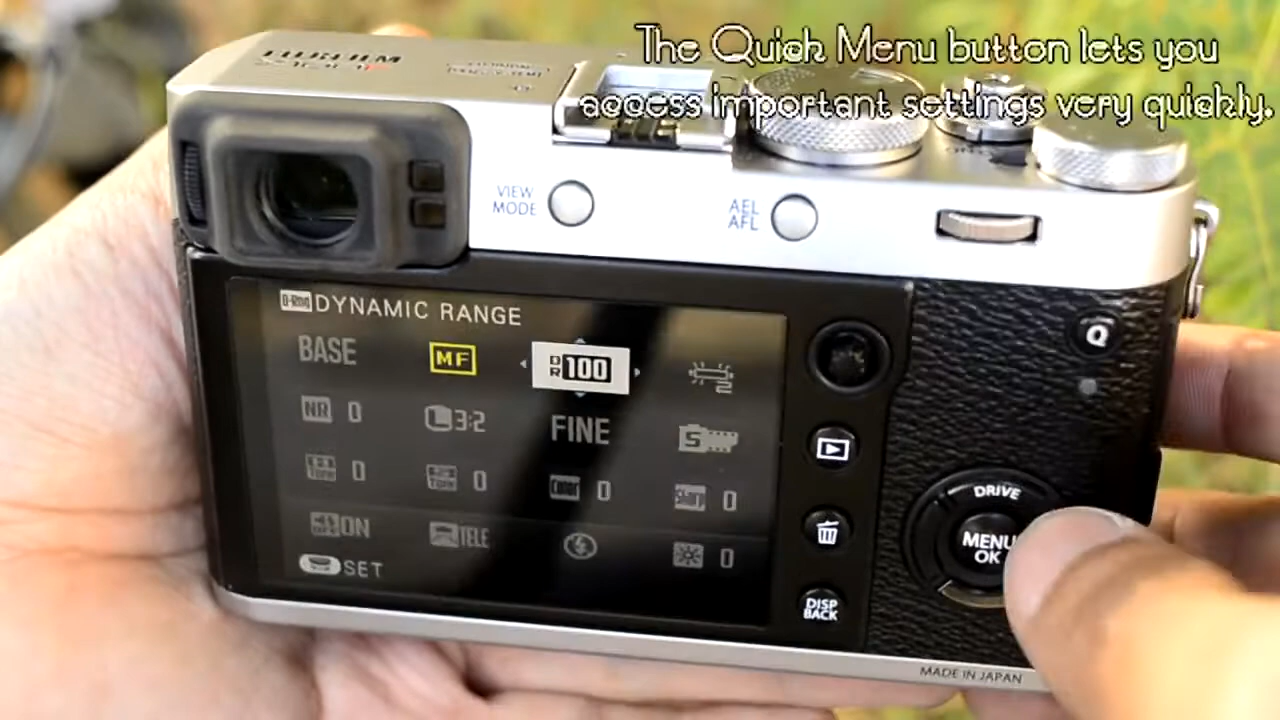 The Quick Menu button lets you
access important settings very quickly.
FUJIFILM
VIEW
MODE
AEL
AFL
Q
DYNAMIC RANGE
BASE
MF
DR 100
NR 0
L 3:2
FINE
S
0
0
0
0
ON
TELE
0
SET
DRIVE
MENU
OK
DISP
BACK
MADE IN JAPAN